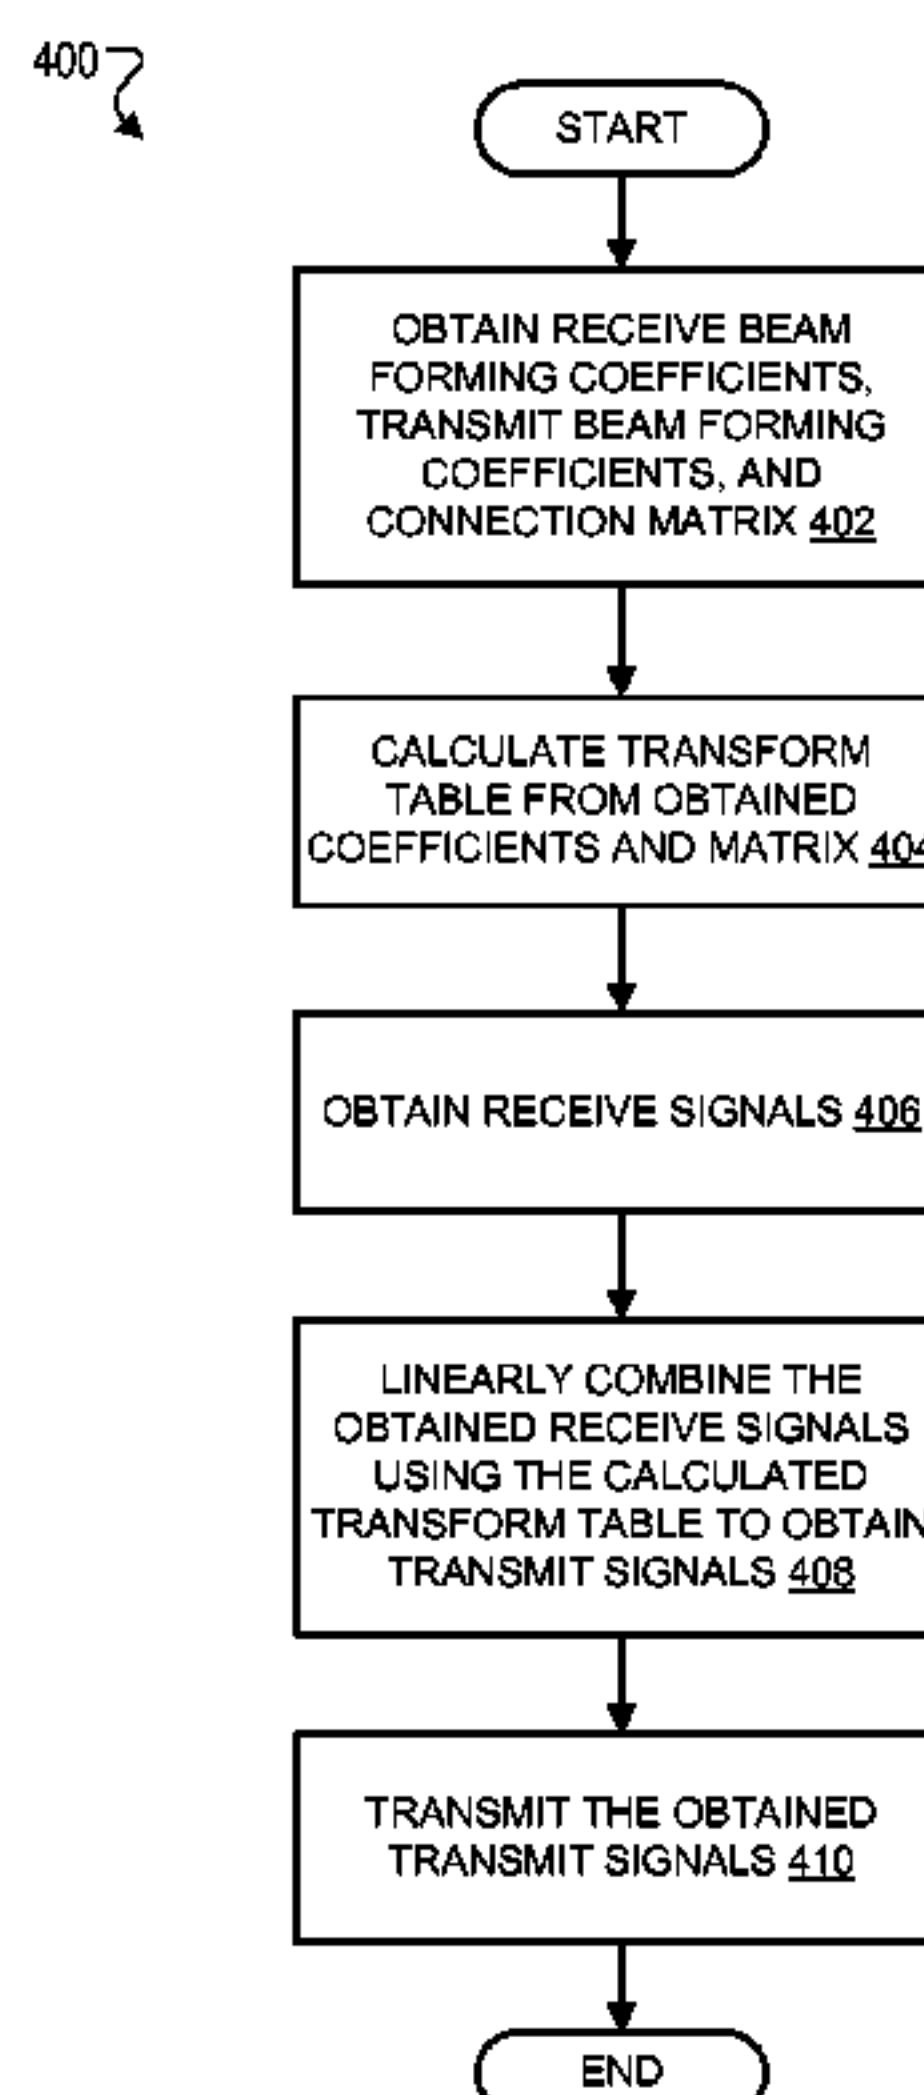 400
START
OBTAIN RECEIVE BEAM
FORMING COEFFICIENTS,
TRANSMIT BEAM FORMING
COEFFICIENTS, AND
CONNECTION MATRIX 402
CALCULATE TRANSFORM
TABLE FROM OBTAINED
COEFFICIENTS AND MATRIX 404
OBTAIN RECEIVE SIGNALS 406
LINEARLY COMBINE THE
OBTAINED RECEIVE SIGNALS
USING THE CALCULATED
TRANSFORM TABLE TO OBTAIN
TRANSMIT SIGNALS 408
TRANSMIT THE OBTAINED
TRANSMIT SIGNALS 410
END